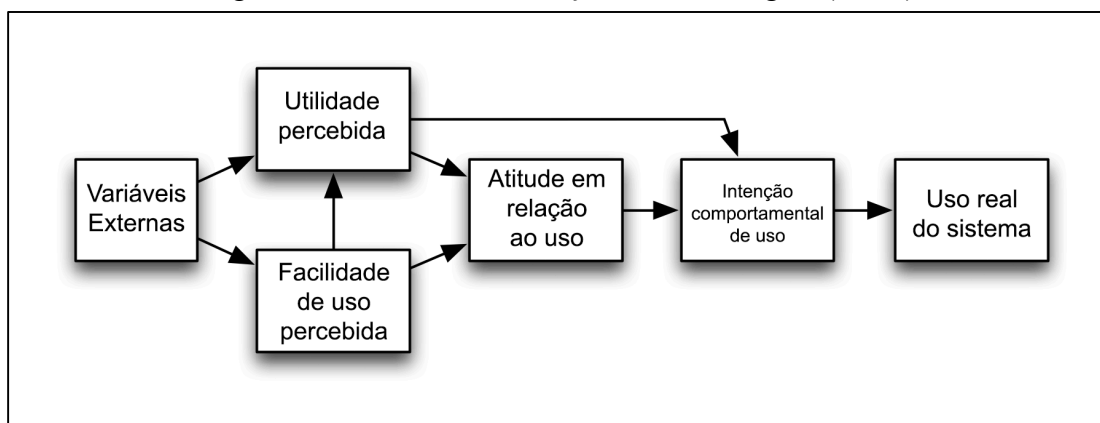 Utilidade
percebida
Variáveis
Externas
Facilidade
de uso
percebida
Atitude em
relação
ao uso
Intenção
comportamental
de uso
Uso real
do sistema